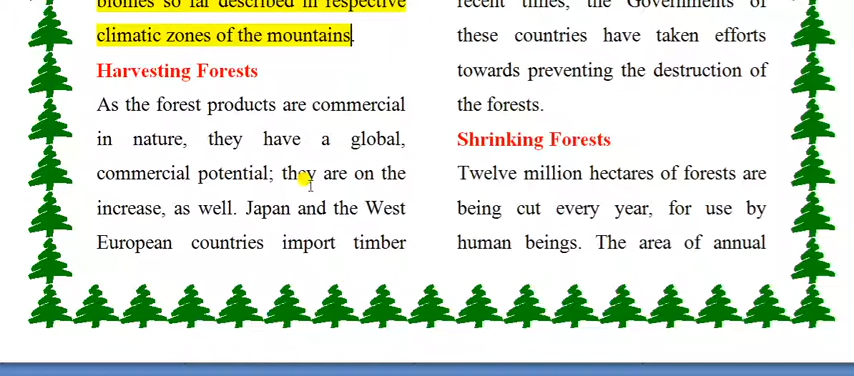 biomes so far described in respective
climatic zones of the mountains.
Harvesting Forests
As the forest products are commercial
in nature, they have a global,
commercial potential; they are on the
increase, as well. Japan and the West
European countries import timber
recent times, the Governments of
these countries have taken efforts
towards preventing the destruction of
the forests.
Shrinking Forests
Twelve million hectares of forests are
being cut every year, for use by
human beings. The area of annual